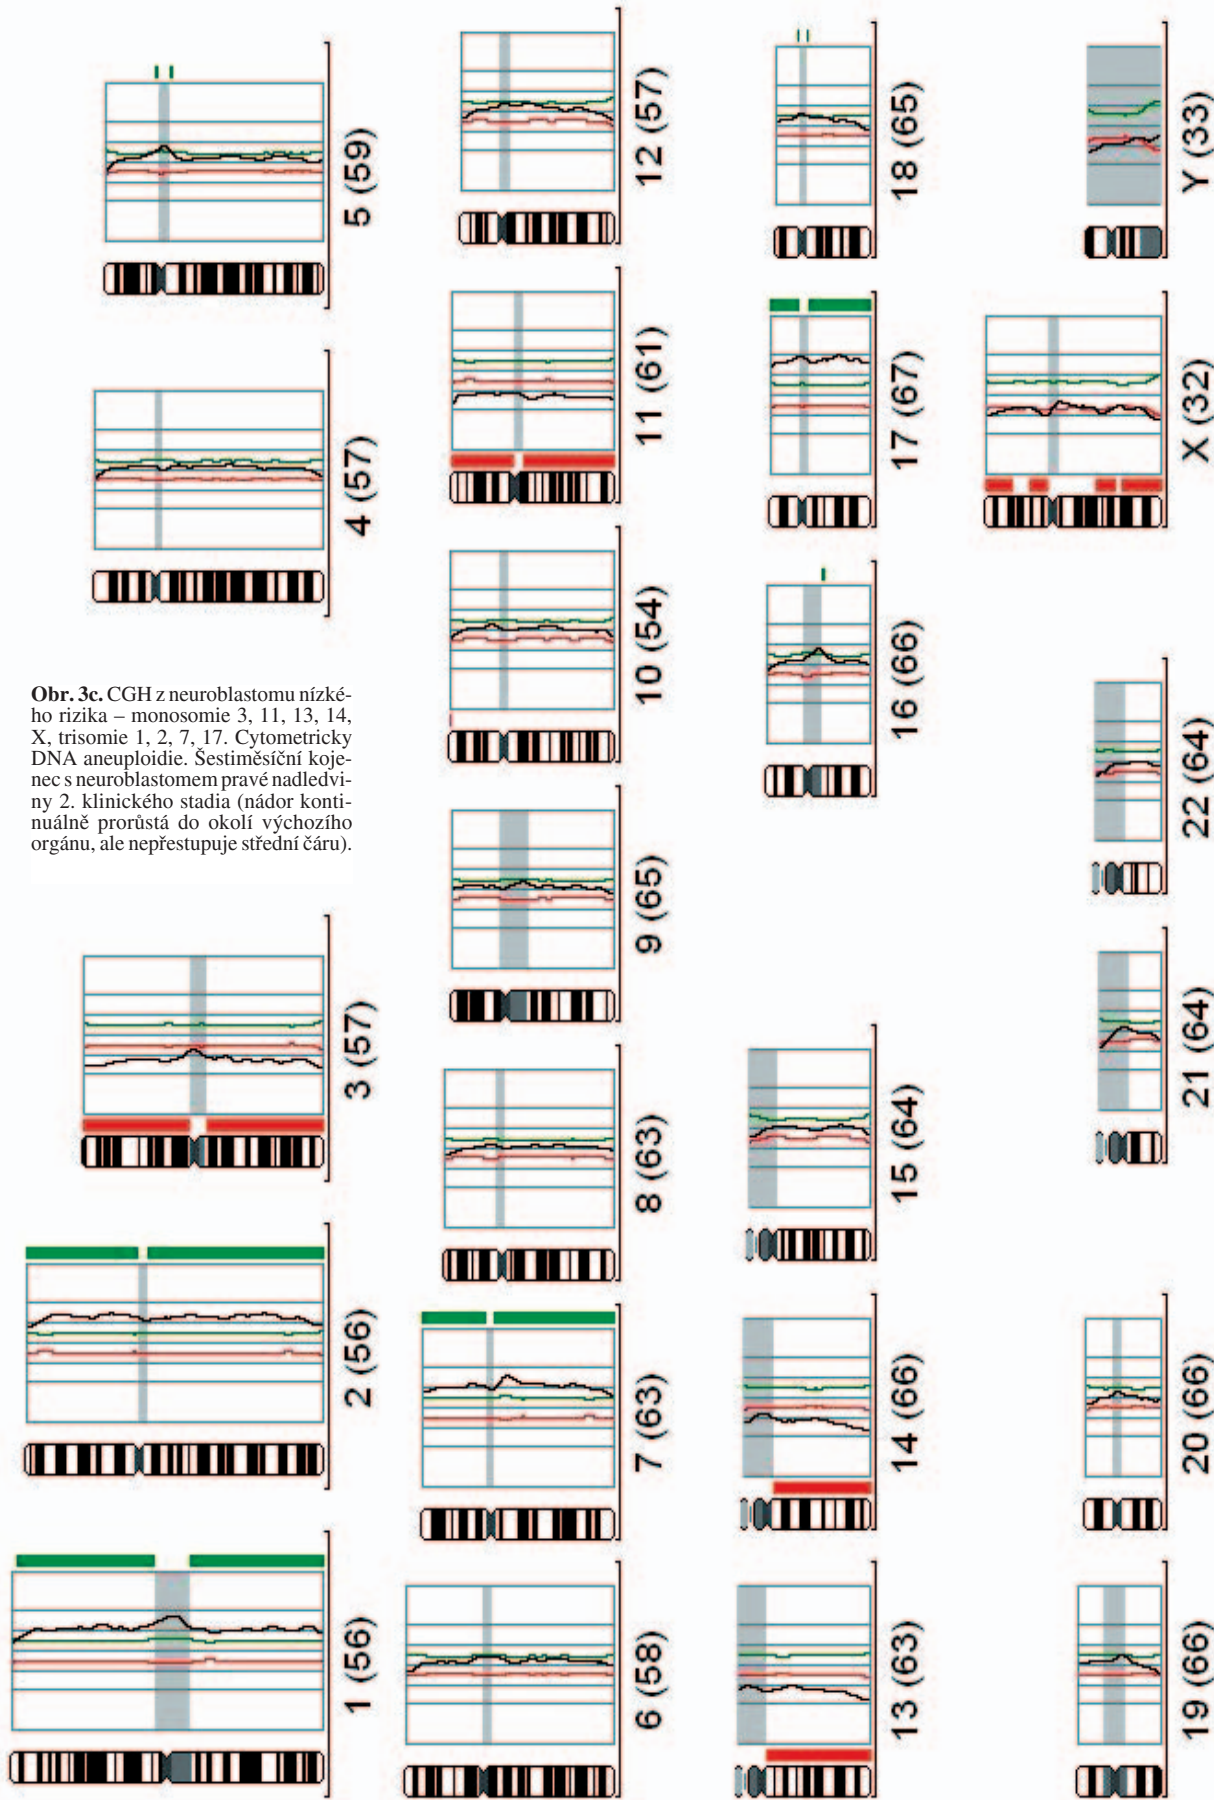 1 (56)
2 (56)
3 (57)
4 (57)
5 (59)
Obr. 3c. CGH z neuroblastomu nízké-
ho rizika – monosomie 3, 11, 13, 14,
X, trisomie 1, 2, 7, 17. Cytometricky
DNA aneuploidie. Šestiměsíční koje-
nec s neuroblastomem pravé nadledvi-
ny 2. klinického stadia (nádor konti-
nuálně prorůstá do okolí výchozího
orgánu, ale nepřestupuje střední čáru).
6 (58)
7 (63)
8 (63)
9 (65)
10 (54)
11 (61)
12 (57)
13 (63)
14 (66)
15 (64)
16 (66)
17 (67)
18 (65)
19 (66)
20 (66)
21 (64)
22 (64)
X (32)
Y (33)